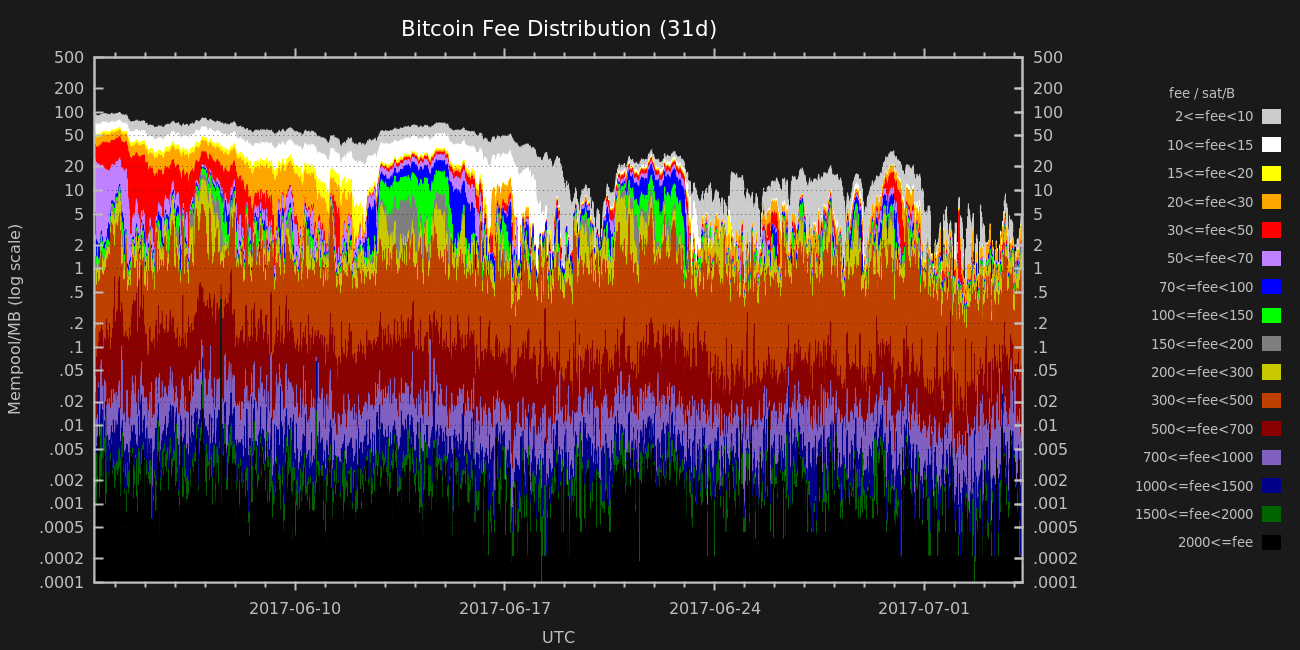 Bitcoin Fee Distribution (31d)
Mempool/MB (log scale)
500
200
100
50
20
10
5
2
1
.5
.2
.1
.05
.02
.01
.005
.002
.001
.0005
.0002
.0001
500
200
100
50
20
10
5
2
1
.5
.2
.1
.05
.02
.01
.005
.002
.001
.0005
.0002
.0001
2017-06-10
2017-06-17
2017-06-24
2017-07-01
UTC
fee / sat/B
2<=fee<10
10<=fee<15
15<=fee<20
20<=fee<30
30<=fee<50
50<=fee<70
70<=fee<100
100<=fee<150
150<=fee<200
200<=fee<300
300<=fee<500
500<=fee<700
700<=fee<1000
1000<=fee<1500
1500<=fee<2000
2000<=fee